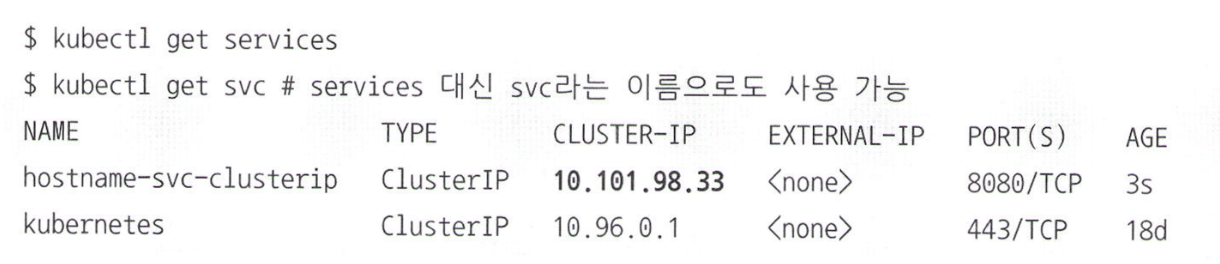 $ kubectl get services
$ kubectl get svc # services 대신 svc라는 이름으로도 사용 가능
NAME TYPE CLUSTER-IP EXTERNAL-IP PORT(S) AGE
hostname-svc-clusterip ClusterIP 10.101.98.33 <none> 8080/TCP 3s
kubernetes ClusterIP 10.96.0.1 <none> 443/TCP 18d